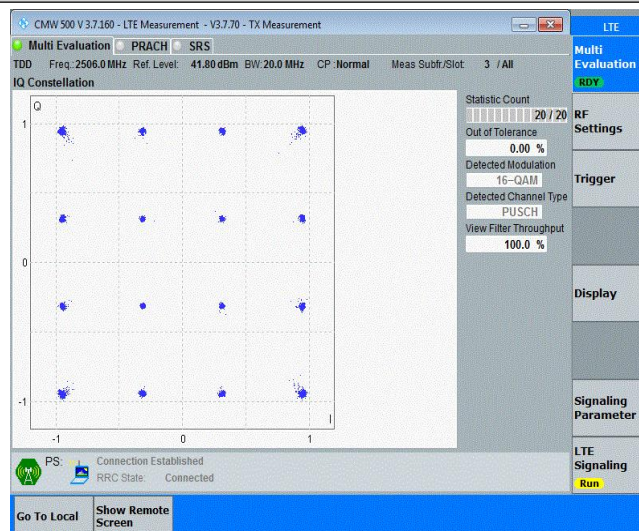 CMW 500 V 3.7.160 - LTE Measurement - V3.7.70 - TX Measurement
LTE
Multi Evaluation PRACH SRS
Multi
Evaluation
RDY
TDD Freq.:2506.0 MHz Ref. Level: 41.80 dBm BW:20.0 MHz CP :Normal Meas Subfr./Slot: 3 / All
IQ Constellation
Q
1
0
-1
-1
0
1
I
Statistic Count
20 / 20
Out of Tolerance
0.00 %
Detected Modulation
16-QAM
Detected Channel Type
PUSCH
View Filter Throughput
100.0 %
RF
Settings
Trigger
Display
Signaling
Parameter
LTE
Signaling
Run
PS: Connection Established
RRC State: Connected
Go To Local
Show Remote
Screen